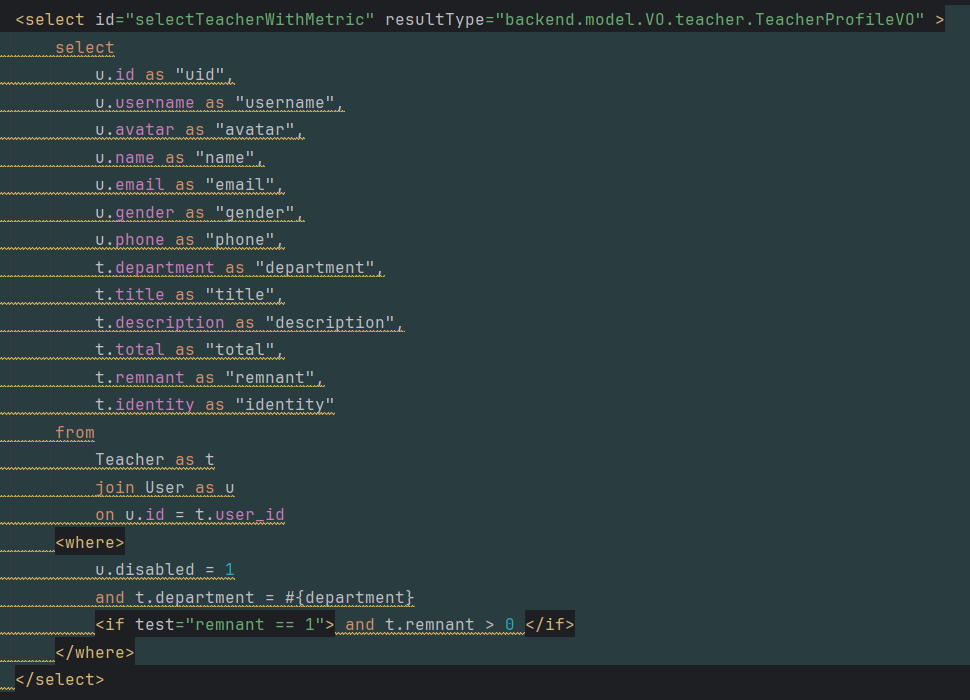 <select id="selectTeacherWithMetric" resultType="backend.model.VO.teacher.TeacherProfileVO" >
select
u.id as "uid",
u.username as "username",
u.avatar as "avatar",
u.name as "name",
u.email as "email",
u.gender as "gender",
u.phone as "phone",
t.department as "department",
t.title as "title",
t.description as "description",
t.total as "total",
t.remnant as "remnant",
t.identity as "identity"
from
Teacher as t
join User as u
on u.id = t.user_id
<where>
u.disabled = 1
and t.department = #{department}
<if test="remnant == 1"> and t.remnant > 0 </if>
</where>
</select>